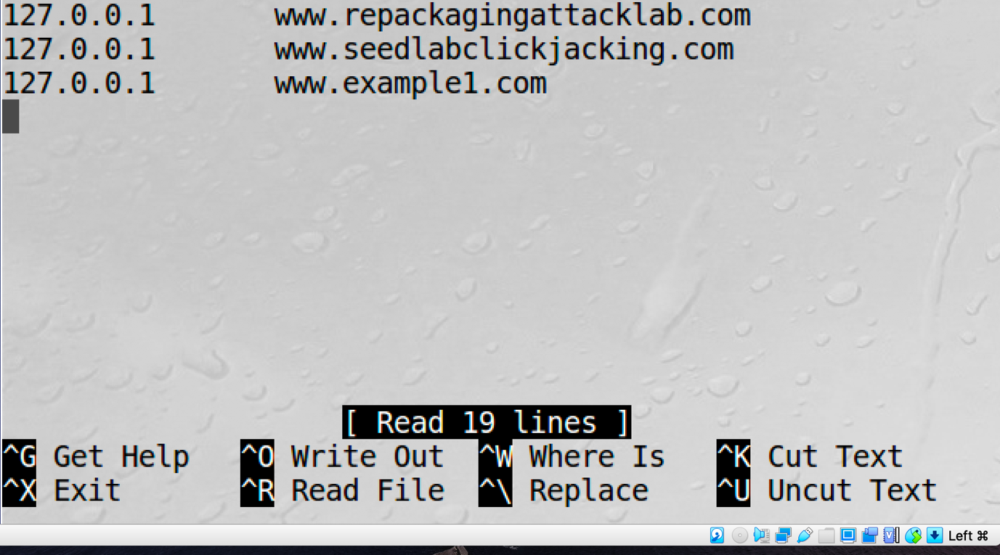 127.0.0.1       www.repackagingattacklab.com
127.0.0.1       www.seedlabclickjacking.com
127.0.0.1       www.example1.com
[ Read 19 lines ]
^G Get Help   ^O Write Out  ^W Where Is   ^K Cut Text
^X Exit       ^R Read File  ^\ Replace    ^U Uncut Text
Left ⌘